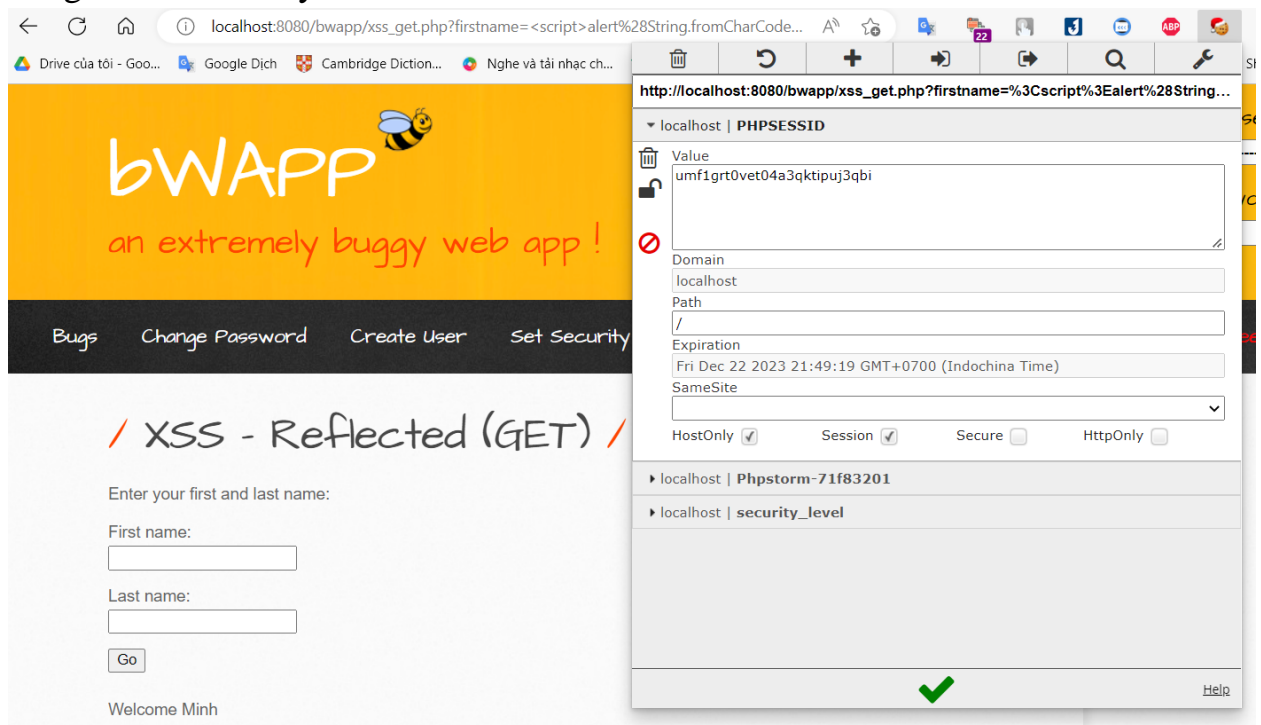 localhost:8080/bwapp/xss_get.php?firstname=<script>alert%28String.fromCharCode...
22
ABP
Drive của tôi - Goo...
Google Dịch
Cambridge Diction...
Nghe và tải nhạc ch...
http://localhost:8080/bwapp/xss_get.php?firstname=%3Cscript%3Ealert%28String...
bWAPP
an extremely buggy web app !
Bugs
Change Password
Create User
Set Security
/ XSS - Reflected (GET) /
Enter your first and last name:
First name:
Last name:
Go
Welcome Minh
localhost | PHPSESSID
Value
umf1grt0vet04a3qktipuj3qbi
Domain
localhost
Path
/
Expiration
Fri Dec 22 2023 21:49:19 GMT+0700 (Indochina Time)
SameSite
HostOnly
Session
Secure
HttpOnly
localhost | Phpstorm-71f83201
localhost | security_level
Help